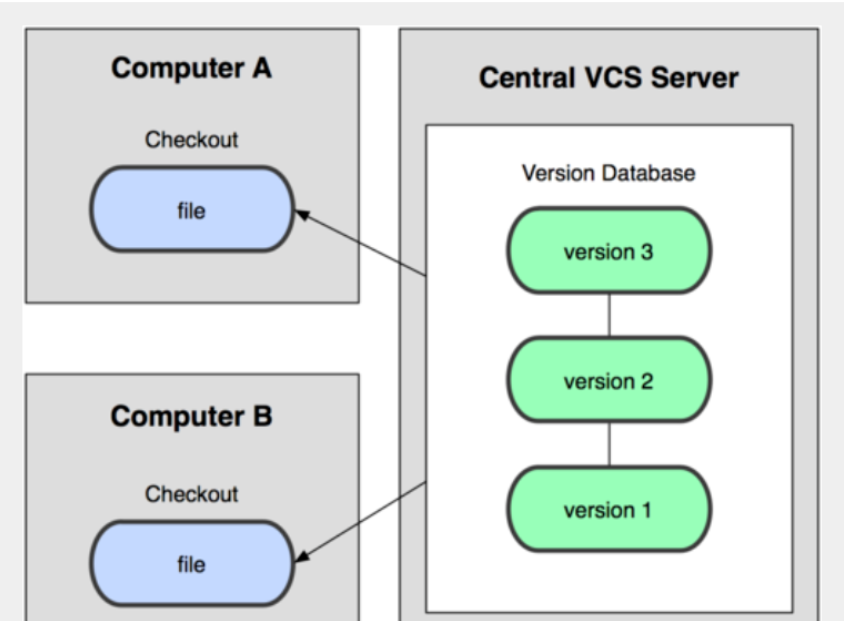 Computer A
Checkout
file
Central VCS Server
Version Database
version 3
version 2
version 1
Computer B
Checkout
file